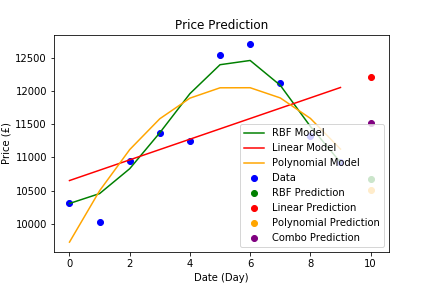 Price Prediction
Price (£)
12500
12000
11500
11000
10500
10000
RBF Model
Linear Model
Polynomial Model
Data
RBF Prediction
Linear Prediction
Polynomial Prediction
Combo Prediction
0 2 4 6 8 10
Date (Day)